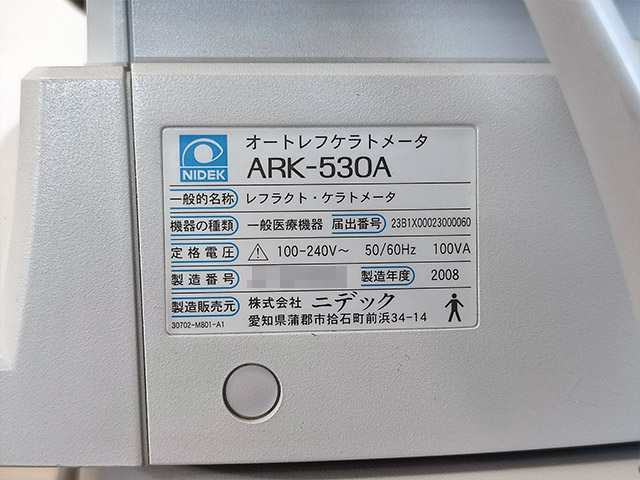 オートレフケラトメータ
NIDEK ARK-530A
一般的名称 レフラクト・ケラトメータ
機器の種類 一般医療機器 届出番号 23B1X00023000060
定格電圧 ⚠ 100-240V～ 50/60Hz 100VA
製造番号 製造年度 2008
製造販売元 株式会社 ニデック
愛知県蒲郡市拾石町前浜34-14
30702-M801-A1